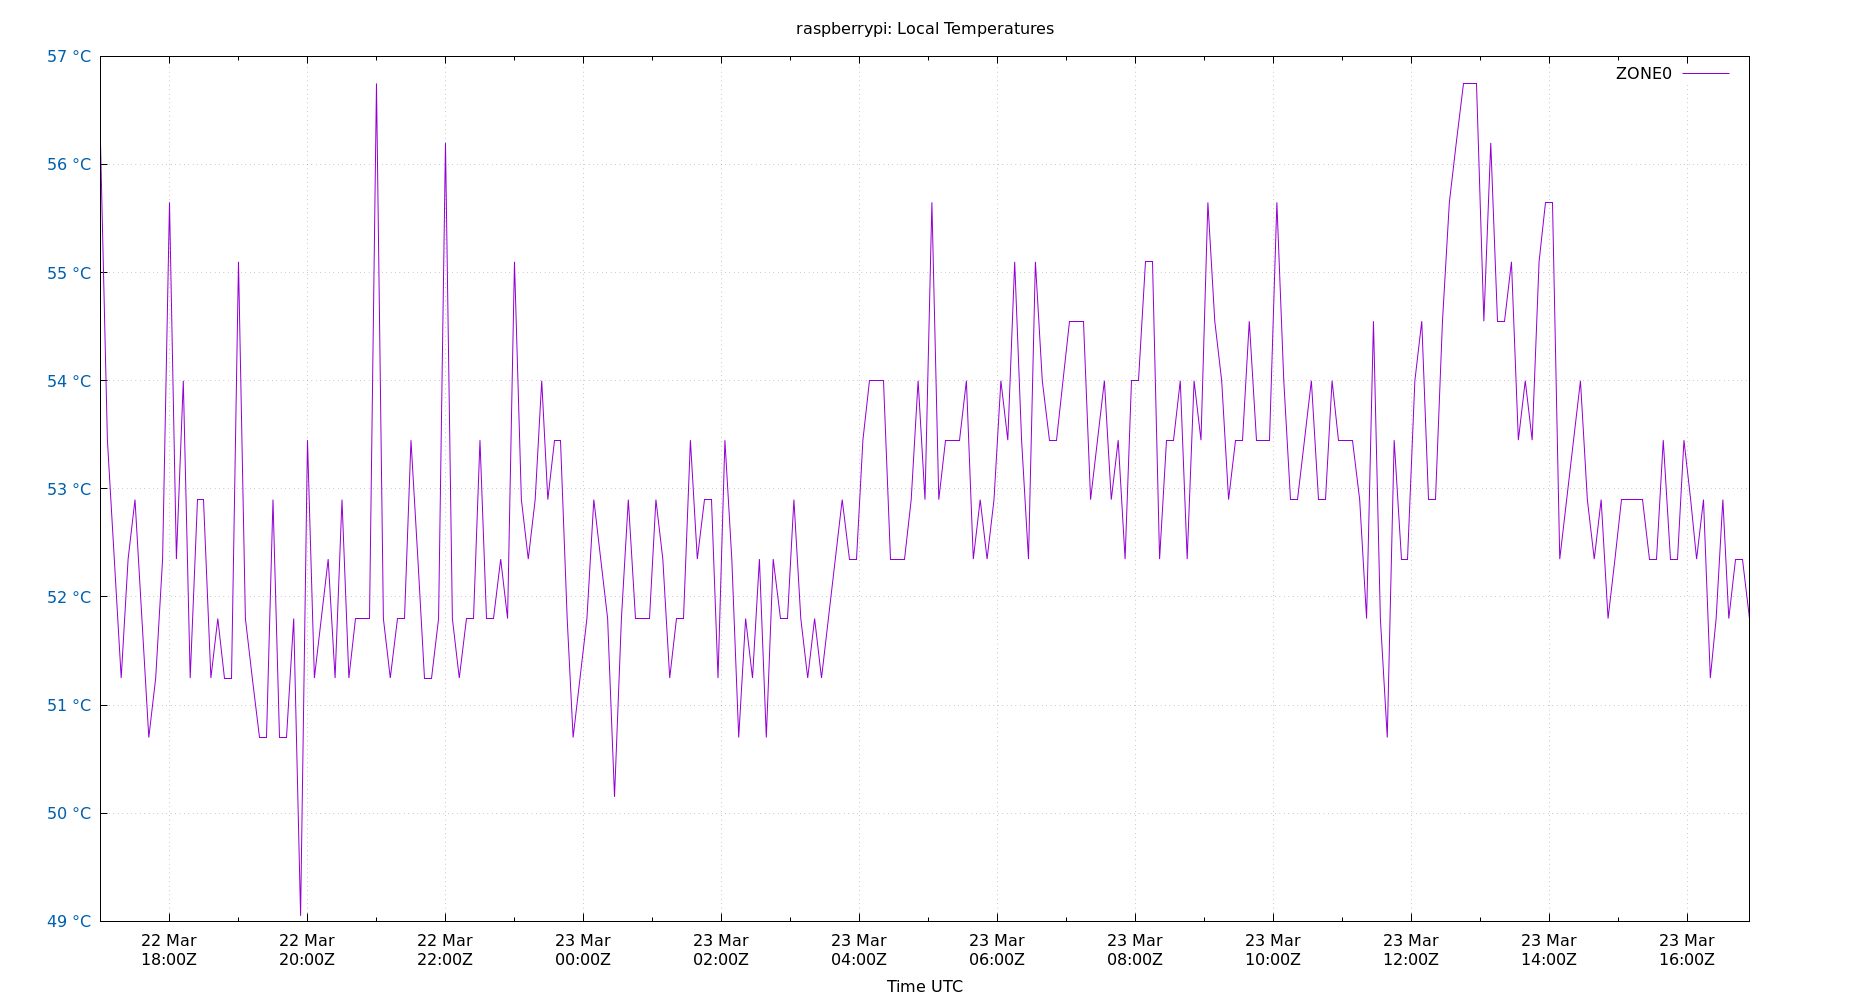 raspberrypi: Local Temperatures
57 °C
ZONE0
56 °C
55 °C
54 °C
53 °C
52 °C
51 °C
50 °C
49 °C
22 Mar 22 Mar 22 Mar 23 Mar 23 Mar 23 Mar 23 Mar 23 Mar 23 Mar 23 Mar 23 Mar 23 Mar
18:00Z 20:00Z 22:00Z 00:00Z 02:00Z 04:00Z 06:00Z 08:00Z 10:00Z 12:00Z 14:00Z 16:00Z
Time UTC